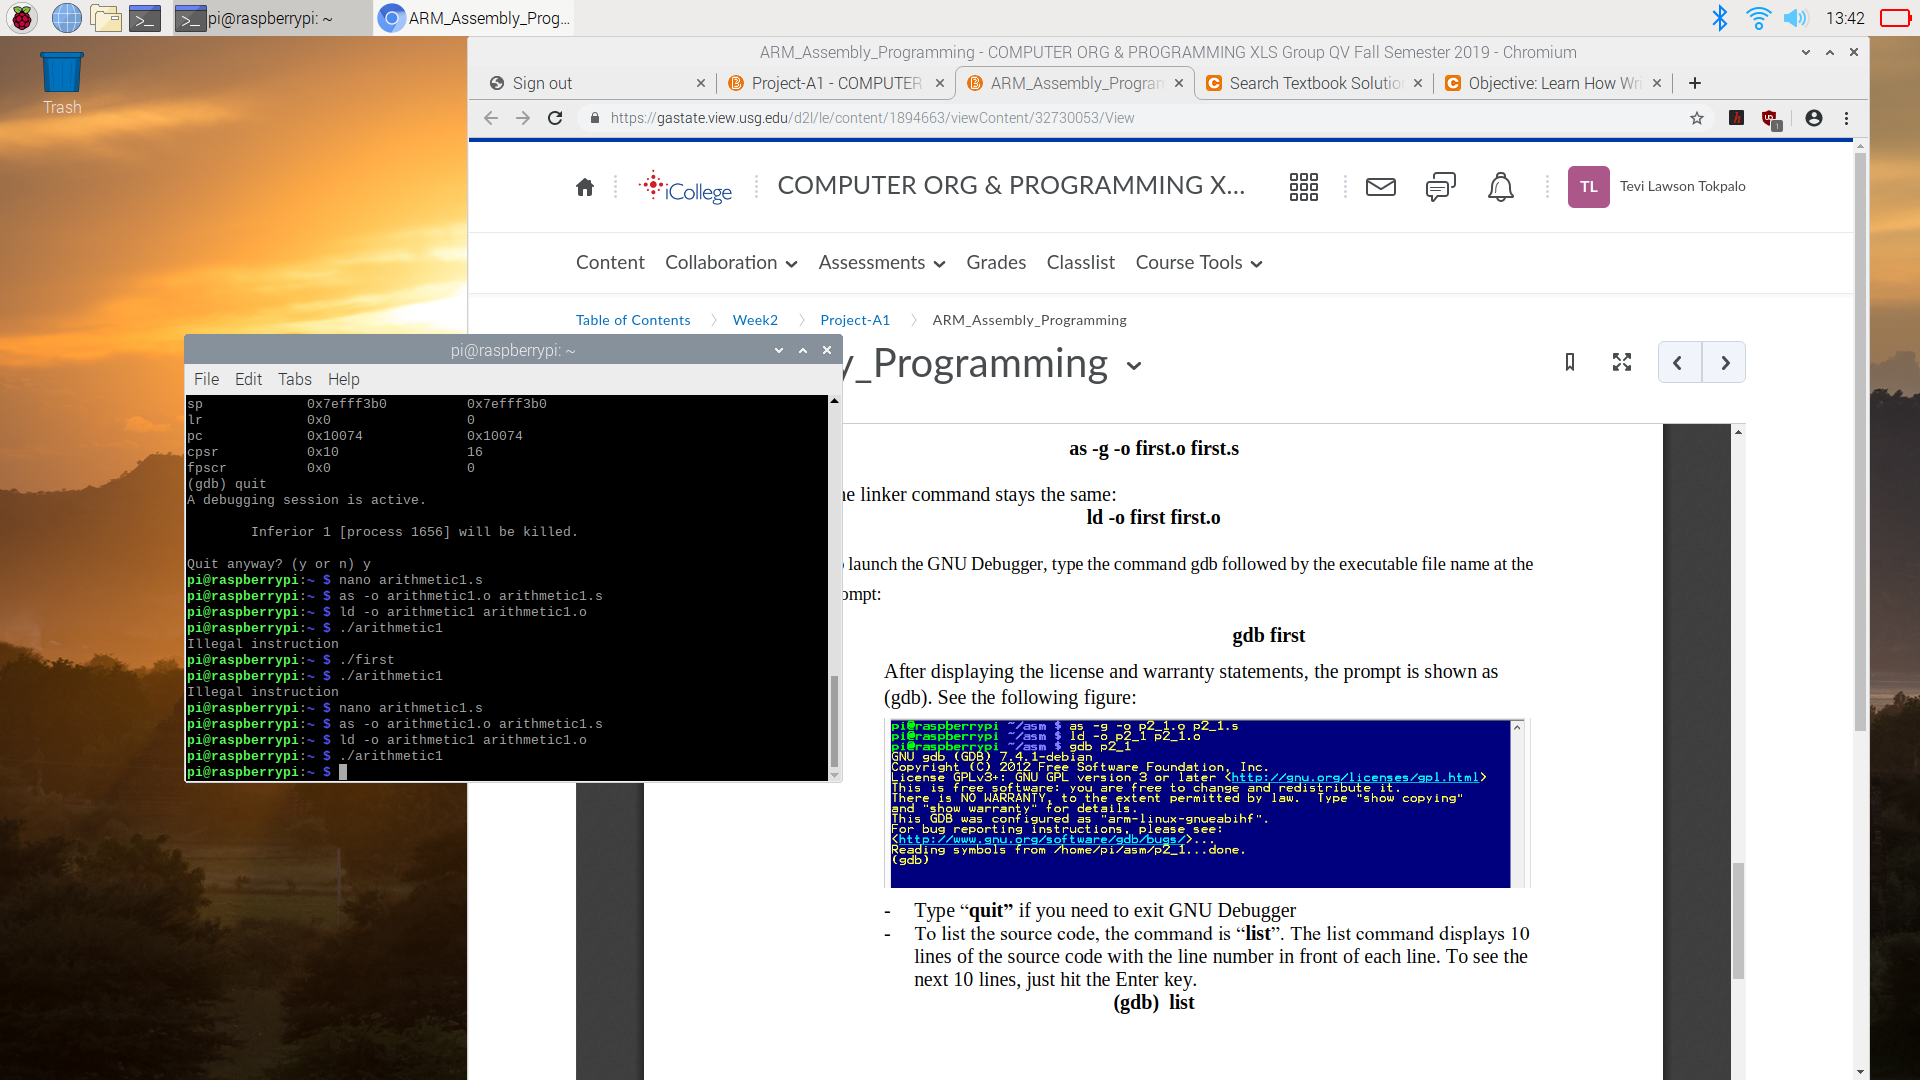 pi@raspberrypi: ~
ARM_Assembly_Prog...
13:42
Trash
ARM_Assembly_Programming - COMPUTER ORG & PROGRAMMING XLS Group QV Fall Semester 2019 - Chromium
Sign out
Project-A1 - COMPUTER
ARM_Assembly_Program
Search Textbook Solutio
Objective: Learn How Wri
https://gastate.view.usg.edu/d2l/le/content/1894663/viewContent/32730053/View
iCollege
COMPUTER ORG & PROGRAMMING X...
TL
Tevi Lawson Tokpalo
Content
Collaboration
Assessments
Grades
Classlist
Course Tools
Table of Contents
Week2
Project-A1
ARM_Assembly_Programming
y_Programming
pi@raspberrypi: ~
File Edit Tabs Help
sp 0x7efff3b0 0x7efff3b0
lr 0x0 0
pc 0x10074 0x10074
cpsr 0x10 16
fpscr 0x0 0
(gdb) quit
A debugging session is active.
Inferior 1 [process 1656] will be killed.
Quit anyway? (y or n) y
pi@raspberrypi:~ $ nano arithmetic1.s
pi@raspberrypi:~ $ as -o arithmetic1.o arithmetic1.s
pi@raspberrypi:~ $ ld -o arithmetic1 arithmetic1.o
pi@raspberrypi:~ $ ./arithmetic1
Illegal instruction
pi@raspberrypi:~ $ ./first
pi@raspberrypi:~ $ ./arithmetic1
Illegal instruction
pi@raspberrypi:~ $ nano arithmetic1.s
pi@raspberrypi:~ $ as -o arithmetic1.o arithmetic1.s
pi@raspberrypi:~ $ ld -o arithmetic1 arithmetic1.o
pi@raspberrypi:~ $ ./arithmetic1
pi@raspberrypi:~ $
as -g -o first.o first.s
he linker command stays the same:
ld -o first first.o
launch the GNU Debugger, type the command gdb followed by the executable file name at the
ompt:
gdb first
After displaying the license and warranty statements, the prompt is shown as
(gdb). See the following figure:
pi@raspberrypi ~/asm $ as -g -o p2_1.o p2_1.s
pi@raspberrypi ~/asm $ ld -o p2_1 p2_1.o
pi@raspberrypi ~/asm $ gdb p2_1
GNU gdb (GDB) 7.4.1-debian
Copyright (C) 2012 Free Software Foundation, Inc.
License GPLv3+: GNU GPL version 3 or later <http://gnu.org/licenses/gpl.html>
This is free software: you are free to change and redistribute it.
There is NO WARRANTY, to the extent permitted by law. Type "show copying"
and "show warranty" for details.
This GDB was configured as "arm-linux-gnueabihf".
For bug reporting instructions, please see:
<http://www.gnu.org/software/gdb/bugs/>...
Reading symbols from /home/pi/asm/p2_1...done.
(gdb)
- Type “quit” if you need to exit GNU Debugger
- To list the source code, the command is “list”. The list command displays 10
lines of the source code with the line number in front of each line. To see the
next 10 lines, just hit the Enter key.
(gdb) list